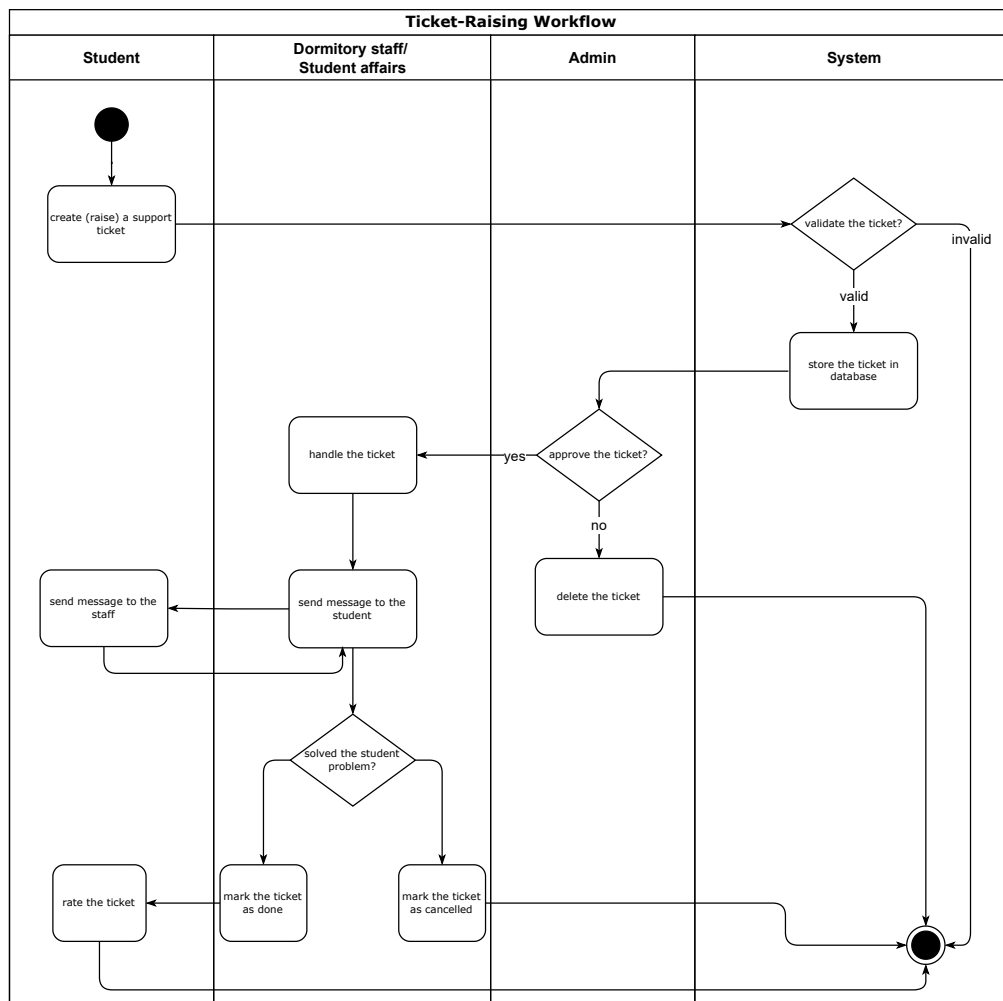 Ticket-Raising Workflow
Student
Dormitory staff/
Student affairs
Admin
System
create (raise) a support
ticket
validate the ticket?
invalid
valid
store the ticket in
database
handle the ticket
yes
approve the ticket?
no
send message to the
staff
send message to the
student
delete the ticket
solved the student
problem?
rate the ticket
mark the ticket
as done
mark the ticket
as cancelled